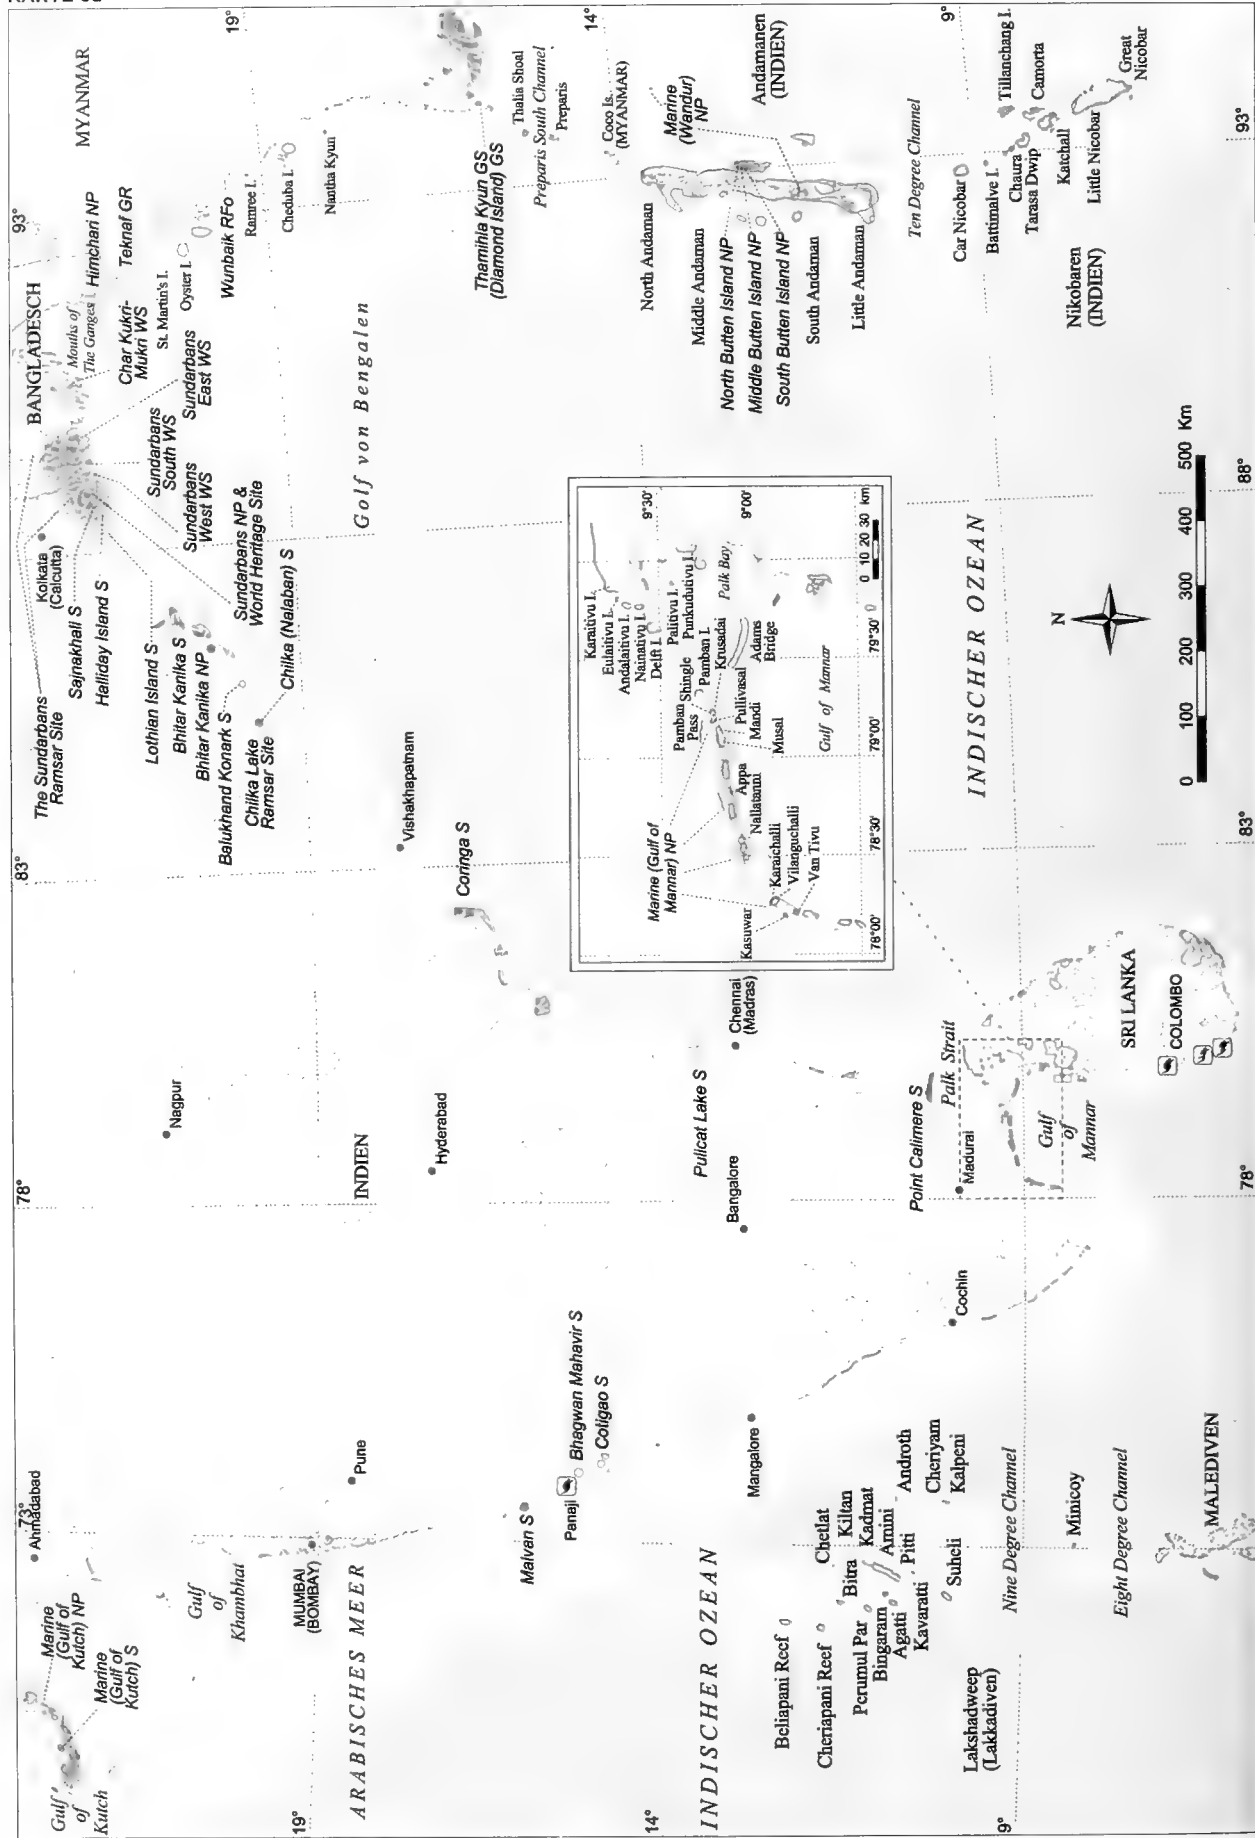 73°
78°
83°
93°
Gulf
of
Kutch
Marine
(Gulf of
Kutch) NP
Marine
(Gulf of
Kutch) S
Ahmadabad
Gulf
of
Khambhat
MUMBAI
(BOMBAY)
19°
ARABISCHES MEER
Pune
Nagpur
INDIEN
Hyderabad
Malvan S
Panaji
Bhagwan Mahavir S
Cotigao S
The Sundarbans
Ramsar Site
Sajnakhali S
Halliday Island S
Kolkata
(Calcutta)
Lothian Island S
Bhitar Kanika S
Bhitar Kanika NP
Balukhand Konark S
Chilka Lake
Ramsar Site
Chilka (Nalaban) S
Sundarbans NP &
World Heritage Site
Sundarbans
West WS
Sundarbans
South WS
Sundarbans
East WS
BANGLADESCH
Mouths of
The Ganges
Himchari NP
Char Kukri-
Mukri WS
Teknaf GR
St. Martin's I.
Oyster I.
Wunbaik RFo
MYANMAR
19°
Ramree I.
Cheduba I.
Nantha Kyun
Golf von Bengalen
Vishakhapatnam
Coringa S
Thamihla Kyun GS
(Diamond Island) GS
Thalia Shoal
Preparis South Channel
Preparis
14°
Coco Is.
(MYANMAR)
Marine
(Wandur)
NP
Andamanen
(INDIEN)
North Andaman
Middle Andaman
North Butten Island NP
Middle Butten Island NP
South Butten Island NP
South Andaman
Little Andaman
Ten Degree Channel
9°
Car Nicobar
Battimalve I.
Chaura
Tarasa Dwip
Tillanchang I.
Camorta
Katchall
Little Nicobar
Great
Nicobar
Nikobaren
(INDIEN)
93°
14°
INDISCHER OZEAN
Mangalore
Bangalore
Pulicat Lake S
Chennai
(Madras)
Beliapani Reef
Cheriapani Reef
Perumul Par
Bingaram
Agatti
Kavaratti
Chetlat
Bitra
Kiltan
Kadmat
Amini
Pitti
Androth
Cheriyam
Kalpeni
Suheli
Lakshadweep
(Lakkadiven)
9°
Nine Degree Channel
Minicoy
Eight Degree Channel
MALEDIVEN
Cochin
Point Calimere S
Madurai
Palk Strait
Gulf
of
Mannar
SRI LANKA
COLOMBO
INDISCHER OZEAN
N
0 100 200 300 400 500 Km
78°
83°
88°
Marine (Gulf of
Mannar) NP
Karaitivu I.
Eulaitivu I.
Andalaitivu I.
Nainativu I.
Delft I.
9°30'
Pamban
Pass
Shingle
Pamban I.
Krusadai
Palitivu I.
Punkudutivu I.
Palk Bay
9°00'
Kasuwar
Karaichalli
Vilanguchalli
Van Tivu
Nallatanni
Appa
Musal
Mandi
Pullivasal
Adams
Bridge
Gulf of Mannar
78°00'
78°30'
79°00'
79°30'
0 10 20 30 km